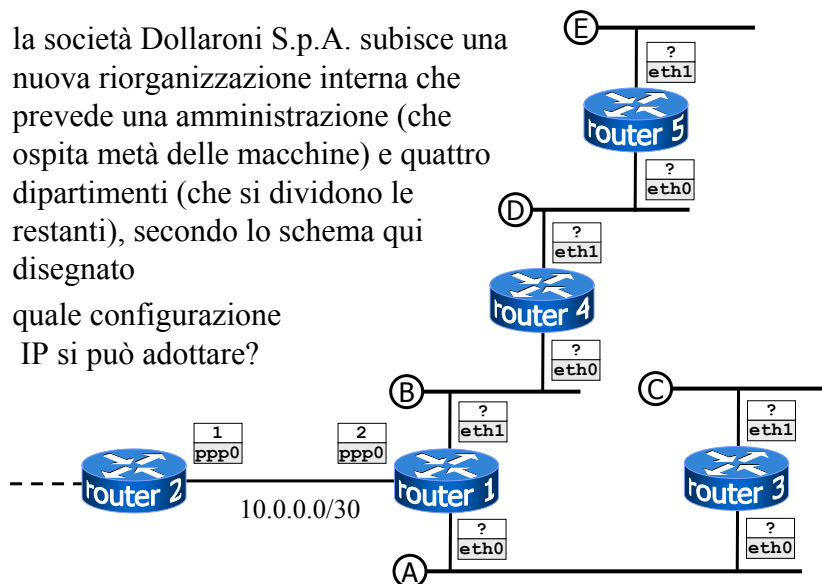 la società Dollaroni S.p.A. subisce una
nuova riorganizzazione interna che
prevede una amministrazione (che
ospita metà delle macchine) e quattro
dipartimenti (che si dividono le
restanti), secondo lo schema qui
disegnato
quale configurazione
IP si può adottare?
E
?
eth1
router 5
?
eth0
D
?
eth1
router 4
?
eth0
B
C
?
eth1
?
eth1
1
ppp0
2
ppp0
router 2
router 1
router 3
10.0.0.0/30
?
eth0
?
eth0
A